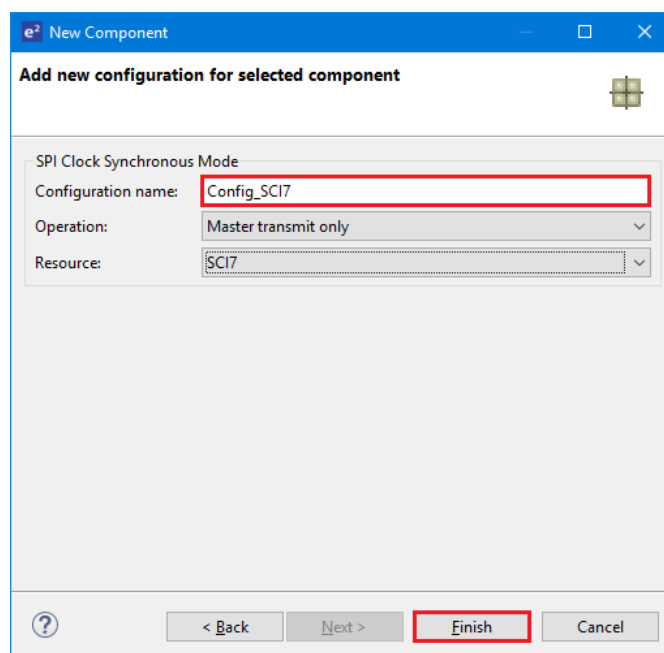 e² New Component
Add new configuration for selected component
SPI Clock Synchronous Mode
Configuration name: Config_SCI7
Operation: Master transmit only
Resource: SCI7
? < Back Next > Finish Cancel